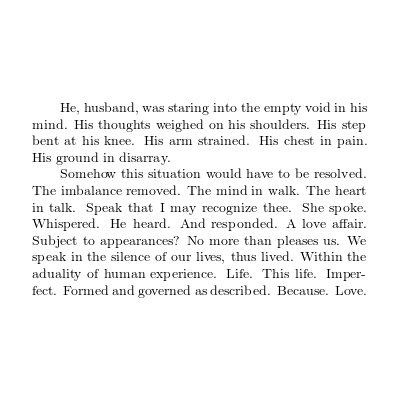 He, husband, was staring into the empty void in his
mind. His thoughts weighed on his shoulders. His step
bent at his knee. His arm strained. His chest in pain.
His ground in disarray.
Somehow this situation would have to be resolved.
The imbalance removed. The mind in walk. The heart
in talk. Speak that I may recognize thee. She spoke.
Whispered. He heard. And responded. A love affair.
Subject to appearances? No more than pleases us. We
speak in the silence of our lives, thus lived. Within the
aduality of human experience. Life. This life. Imper-
fect. Formed and governed as described. Because. Love.